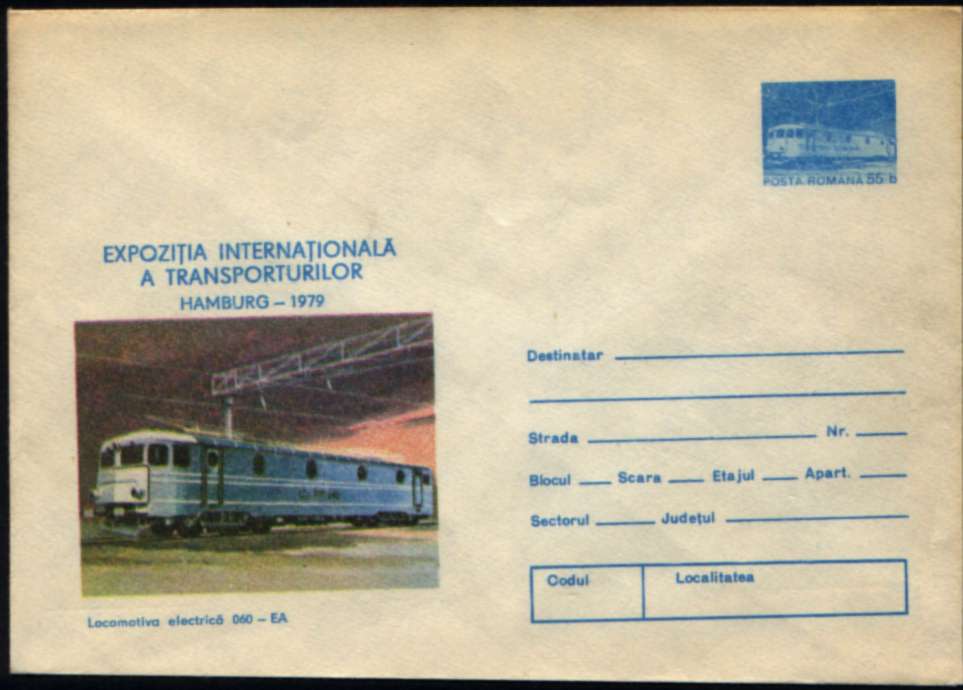 POSTA ROMANA 55 b
EXPOZIȚIA INTERNAȚIONALĂ
A TRANSPORTURILOR
HAMBURG – 1979
Destinatar
Strada Nr.
Blocul Scara Etajul Apart.
Sectorul Județul
Codul Localitatea
Locomotiva electrică 060 – EA